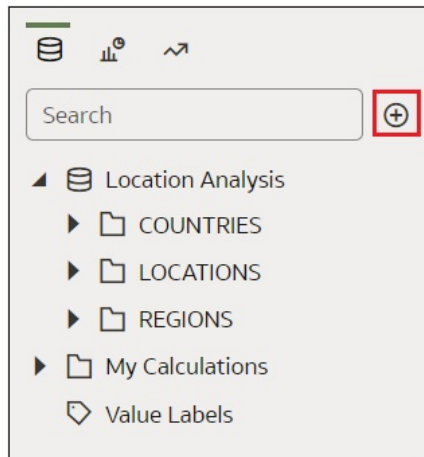 Search
Location Analysis
COUNTRIES
LOCATIONS
REGIONS
My Calculations
Value Labels